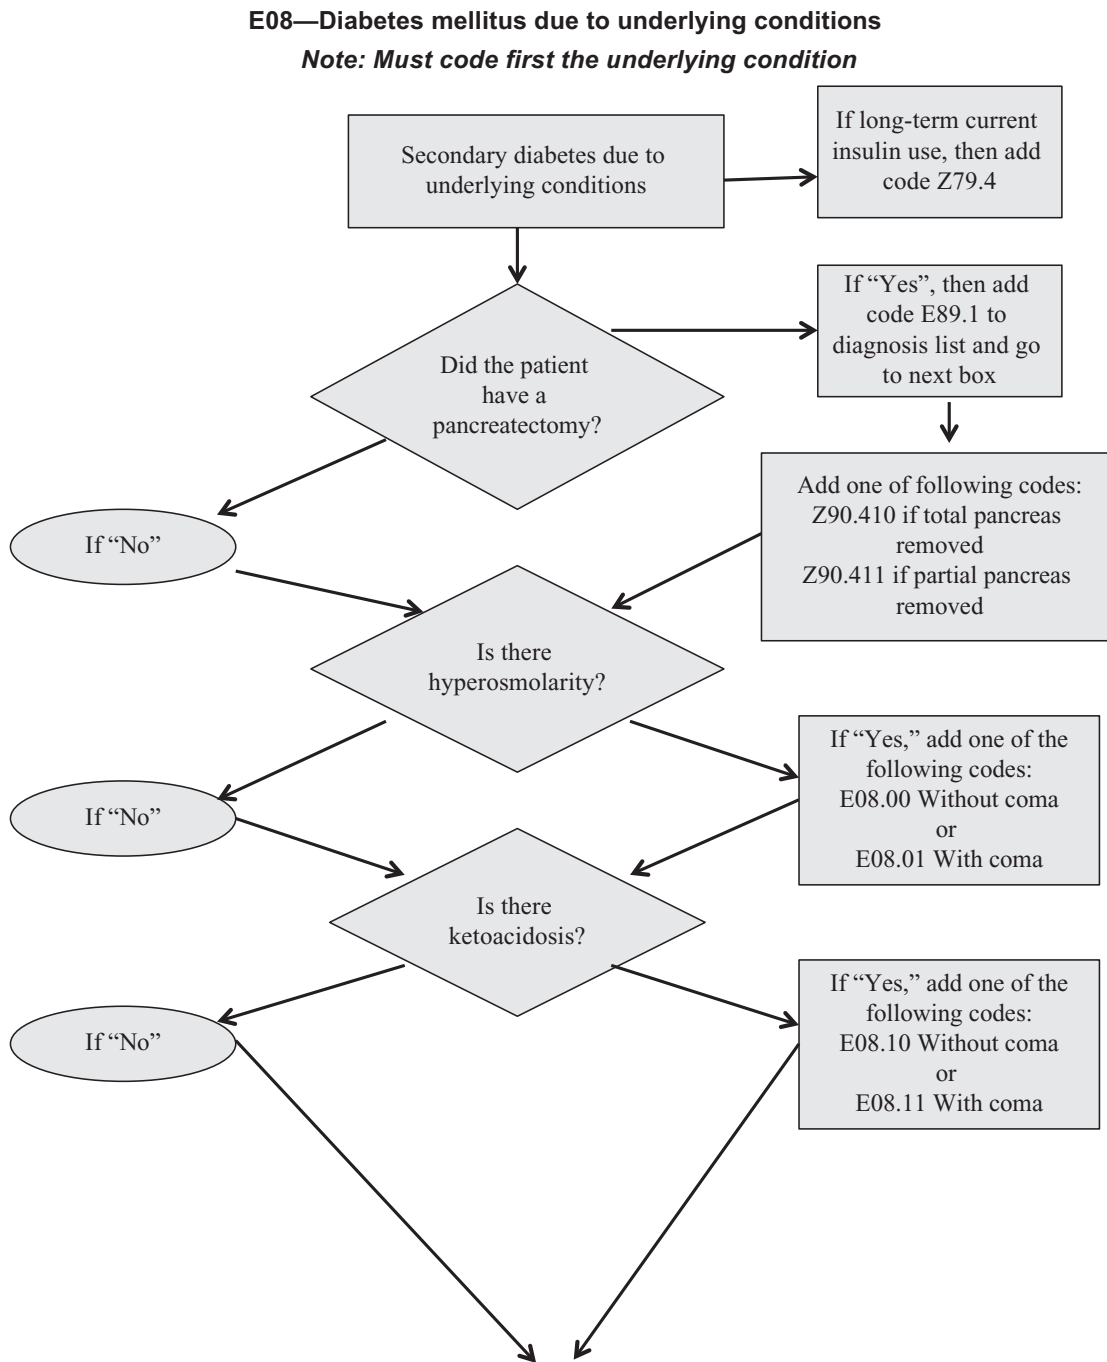 E08—Diabetes mellitus due to underlying conditions
Note: Must code first the underlying condition
Secondary diabetes due to
underlying conditions
If long-term current
insulin use, then add
code Z79.4
Did the patient
have a
pancreatectomy?
If “Yes”, then add
code E89.1 to
diagnosis list and go
to next box
Add one of following codes:
Z90.410 if total pancreas
removed
Z90.411 if partial pancreas
removed
If “No”
Is there
hyperosmolarity?
If “Yes,” add one of the
following codes:
E08.00 Without coma
or
E08.01 With coma
If “No”
Is there
ketoacidosis?
If “Yes,” add one of the
following codes:
E08.10 Without coma
or
E08.11 With coma
If “No”